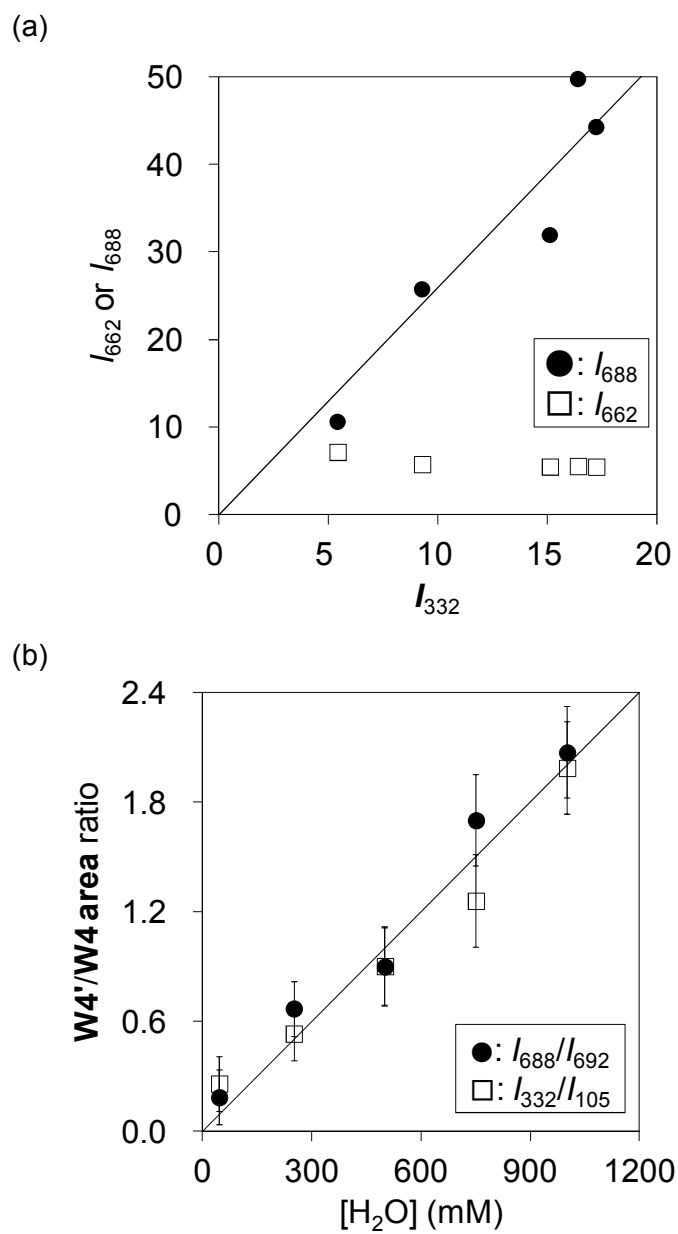 (a)
50
40
30
20
10
0
I662 or I688
●: I688
□: I662
0 5 10 15 20
I332
(b)
2.4
1.8
1.2
0.6
0.0
W4'/W4 area ratio
●: I688/I692
□: I332/I105
0 300 600 900 1200
[H2O] (mM)